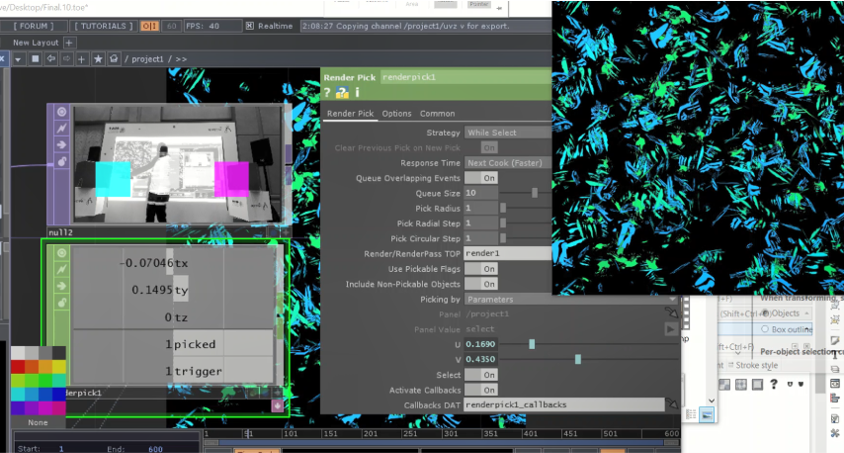 ve/Desktop/Final.10.toe*
[ FORUM ] [ TUTORIALS ] O|I 60 FPS: 40 Realtime 2:08:27 Copying channel /project1/uvz v for export.
New Layout +
/ project1 / >>
Render Pick renderpick1
? i
Render Pick Options Common
Strategy While Select
Clear Previous Pick on New Pick On
Response Time Next Cook (Faster)
Queue Overlapping Events On
Queue Size 10
Pick Radius 1
Pick Radial Step 1
Pick Circular Step 1
Render/RenderPass TOP render1
Use Pickable Flags On
Include Non-Pickable Objects On
Picking by Parameters
Panel /project1
Panel Value select
U 0.1690
V 0.4350
Select On
Activate Callbacks On
Callbacks DAT renderpick1_callbacks
null2
-0.07046 tx
0.1495 ty
0 tz
1 picked
1 trigger
derpick1
None
Start: 1 End: 600
1 51 101 151 201 251 301 351 401 451 501 600
When transforming, s
Objects
(Shift+Ctrl+
Box outline
ft+Ctrl+F)
Per-object selection c
Stroke style